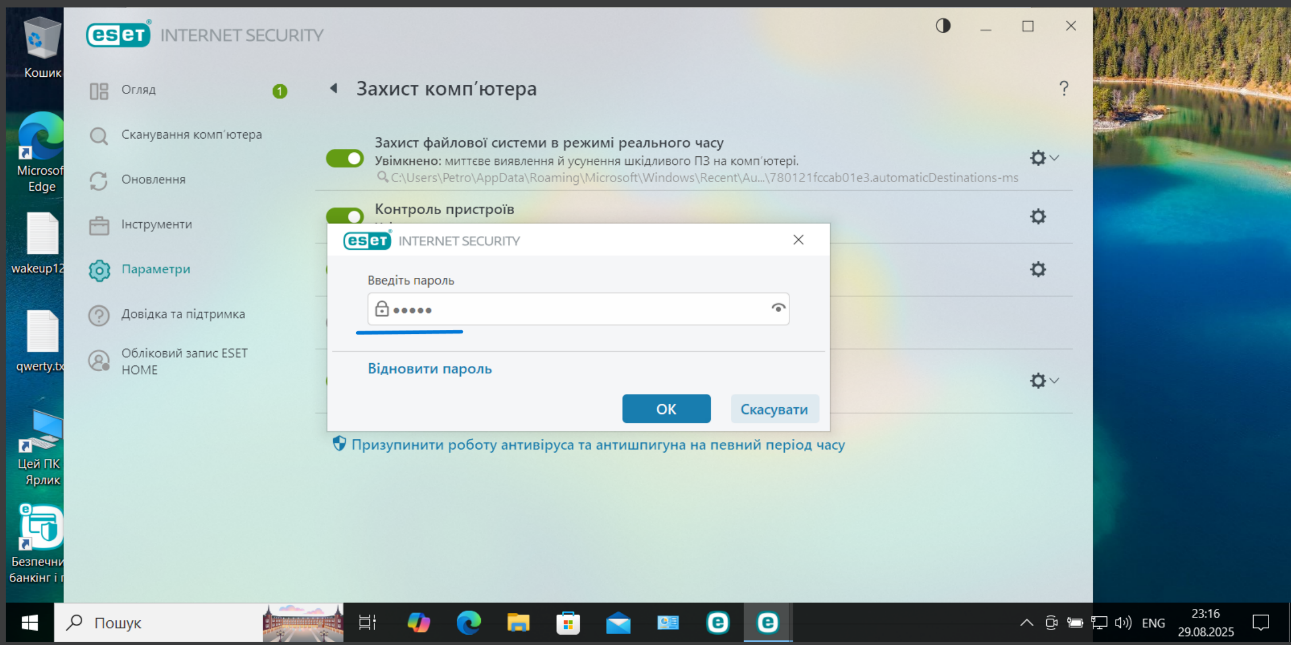 Кошик
Microsof
Edge
wakeup12
qwerty.tx
Цей ПК
Ярлик
Безпечни
банкінг і г
eset INTERNET SECURITY
Огляд
1
Сканування комп'ютера
Оновлення
Інструменти
Параметри
Довідка та підтримка
Обліковий запис ESET
HOME
Захист комп'ютера
?
Захист файлової системи в режимі реального часу
Увімкнено: миттєве виявлення й усунення шкідливого ПЗ на комп'ютері.
C:\Users\Petro\AppData\Roaming\Microsoft\Windows\Recent\Au...\780121fccab01e3.automaticDestinations-ms
Контроль пристроїв
eset INTERNET SECURITY
Введіть пароль
•••••
Відновити пароль
ОК
Скасувати
Призупинити роботу антивіруса та антишпигуна на певний період часу
Пошук
ENG
23:16
29.08.2025